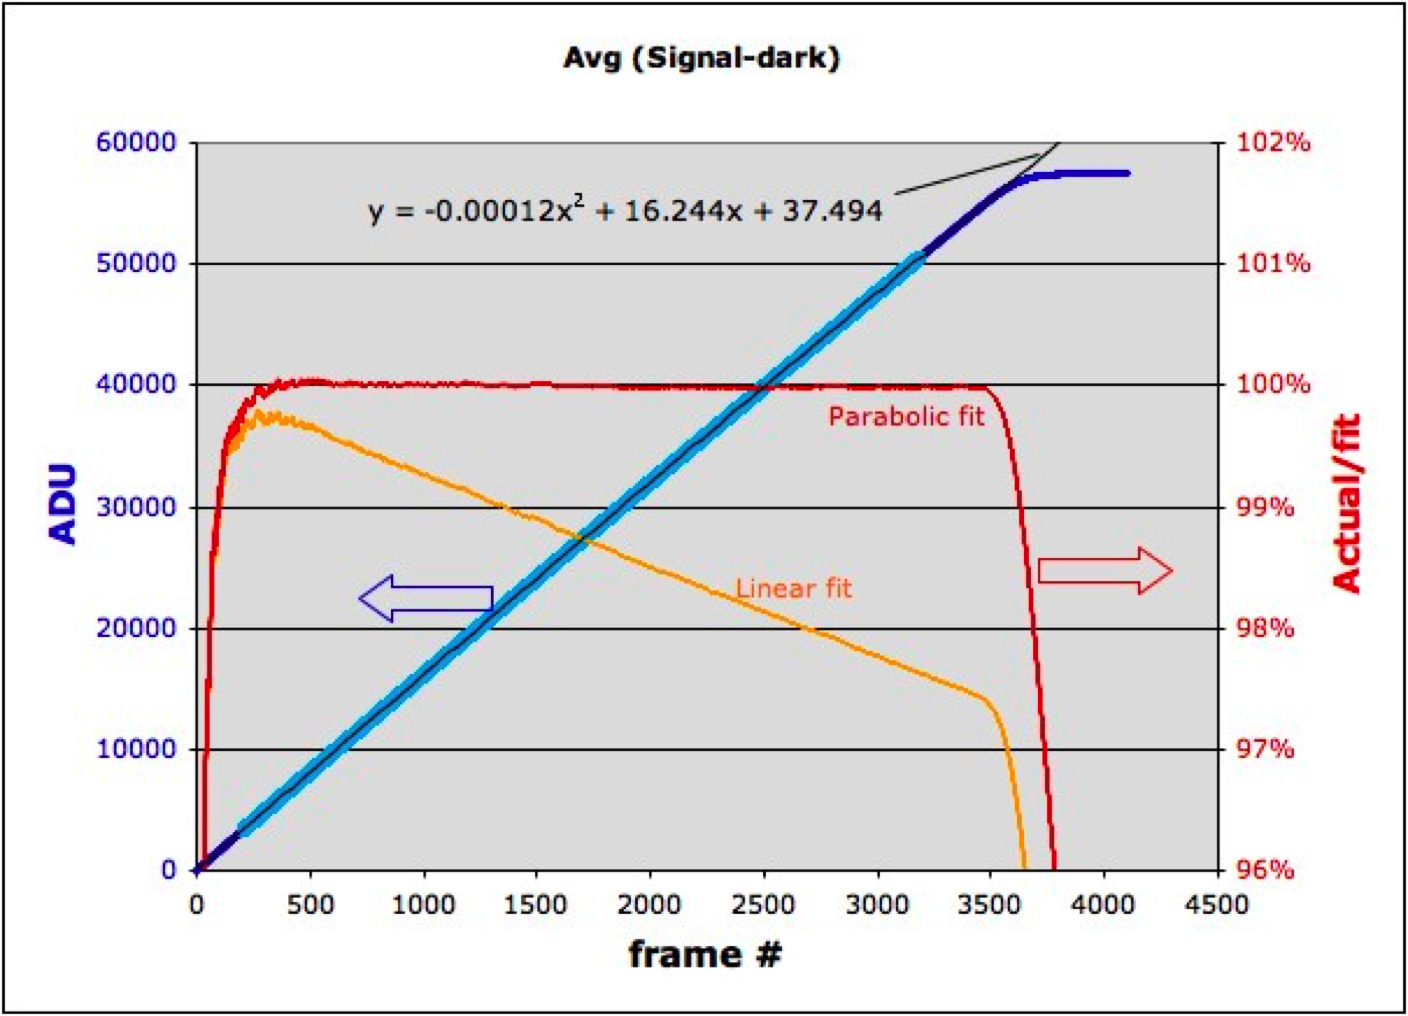 Avg (Signal-dark)
60000
102%
y = -0.00012x² + 16.244x + 37.494
50000
101%
40000
100%
Parabolic fit
ADU
30000
99%
Actual/fit
Linear fit
20000
98%
10000
97%
0
96%
0 500 1000 1500 2000 2500 3000 3500 4000 4500
frame #